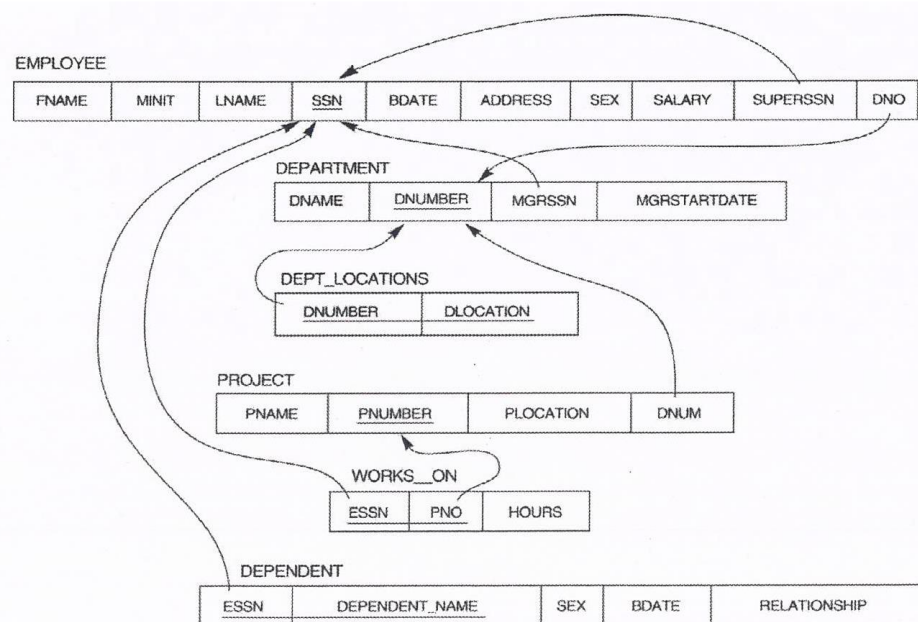 EMPLOYEE
FNAME MINIT LNAME SSN BDATE ADDRESS SEX SALARY SUPERSSN DNO
DEPARTMENT
DNAME DNUMBER MGRSSN MGRSTARTDATE
DEPT_LOCATIONS
DNUMBER DLOCATION
PROJECT
PNAME PNUMBER PLOCATION DNUM
WORKS__ON
ESSN PNO HOURS
DEPENDENT
ESSN DEPENDENT_NAME SEX BDATE RELATIONSHIP